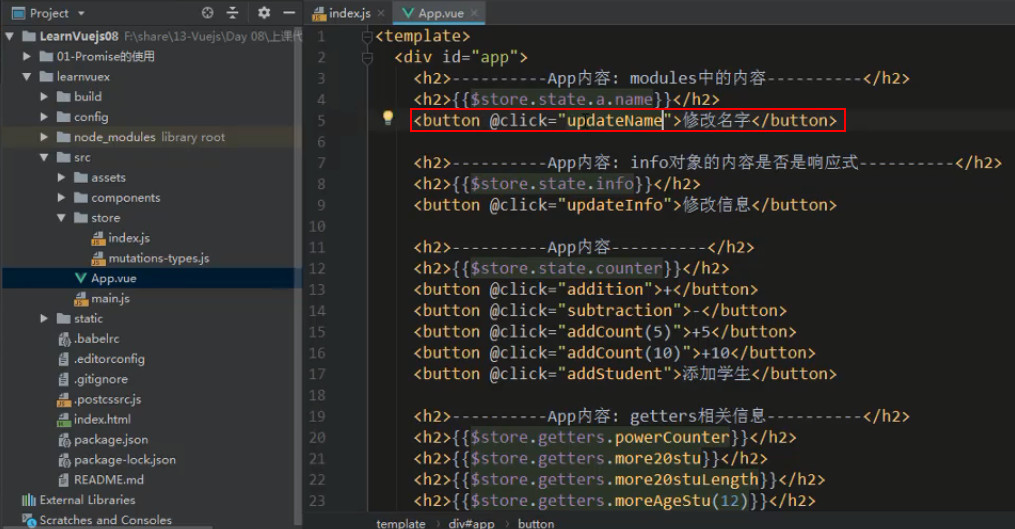 Project
index.js
App.vue
LearnVuejs08 F:\share\13-Vuejs\Day 08\上课代
01-Promise的使用
learnvuex
build
config
node_modules library root
src
assets
components
store
index.js
mutations-types.js
App.vue
main.js
static
.babelrc
.editorconfig
.gitignore
.postcssrc.js
index.html
package.json
package-lock.json
README.md
External Libraries
Scratches and Consoles
1 <template>
2 <div id="app">
3 <h2>----------App内容: modules中的内容----------</h2>
4 <h2>{{$store.state.a.name}}</h2>
5 <button @click="updateName">修改名字</button>
6
7 <h2>----------App内容: info对象的内容是否是响应式----------</h2>
8 <h2>{{$store.state.info}}</h2>
9 <button @click="updateInfo">修改信息</button>
10
11 <h2>----------App内容----------</h2>
12 <h2>{{$store.state.counter}}</h2>
13 <button @click="addition">+</button>
14 <button @click="subtraction">-</button>
15 <button @click="addCount(5)">+5</button>
16 <button @click="addCount(10)">+10</button>
17 <button @click="addStudent">添加学生</button>
18
19 <h2>----------App内容: getters相关信息----------</h2>
20 <h2>{{$store.getters.powerCounter}}</h2>
21 <h2>{{$store.getters.more20stu}}</h2>
22 <h2>{{$store.getters.more20stuLength}}</h2>
23 <h2>{{$store.getters.moreAgeStu(12)}}</h2>
template › div#app › button